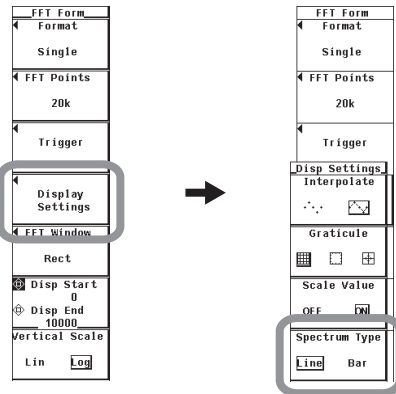 FFT Form
Format
Single
FFT Points
20k
Trigger
Display
Settings
FFT Window
Rect
Disp Start
0
Disp End
10000
Vertical Scale
Lin Log
FFT Form
Format
Single
FFT Points
20k
Trigger
Disp Settings
Interpolate
Graticule
Scale Value
OFF ON
Spectrum Type
Line Bar